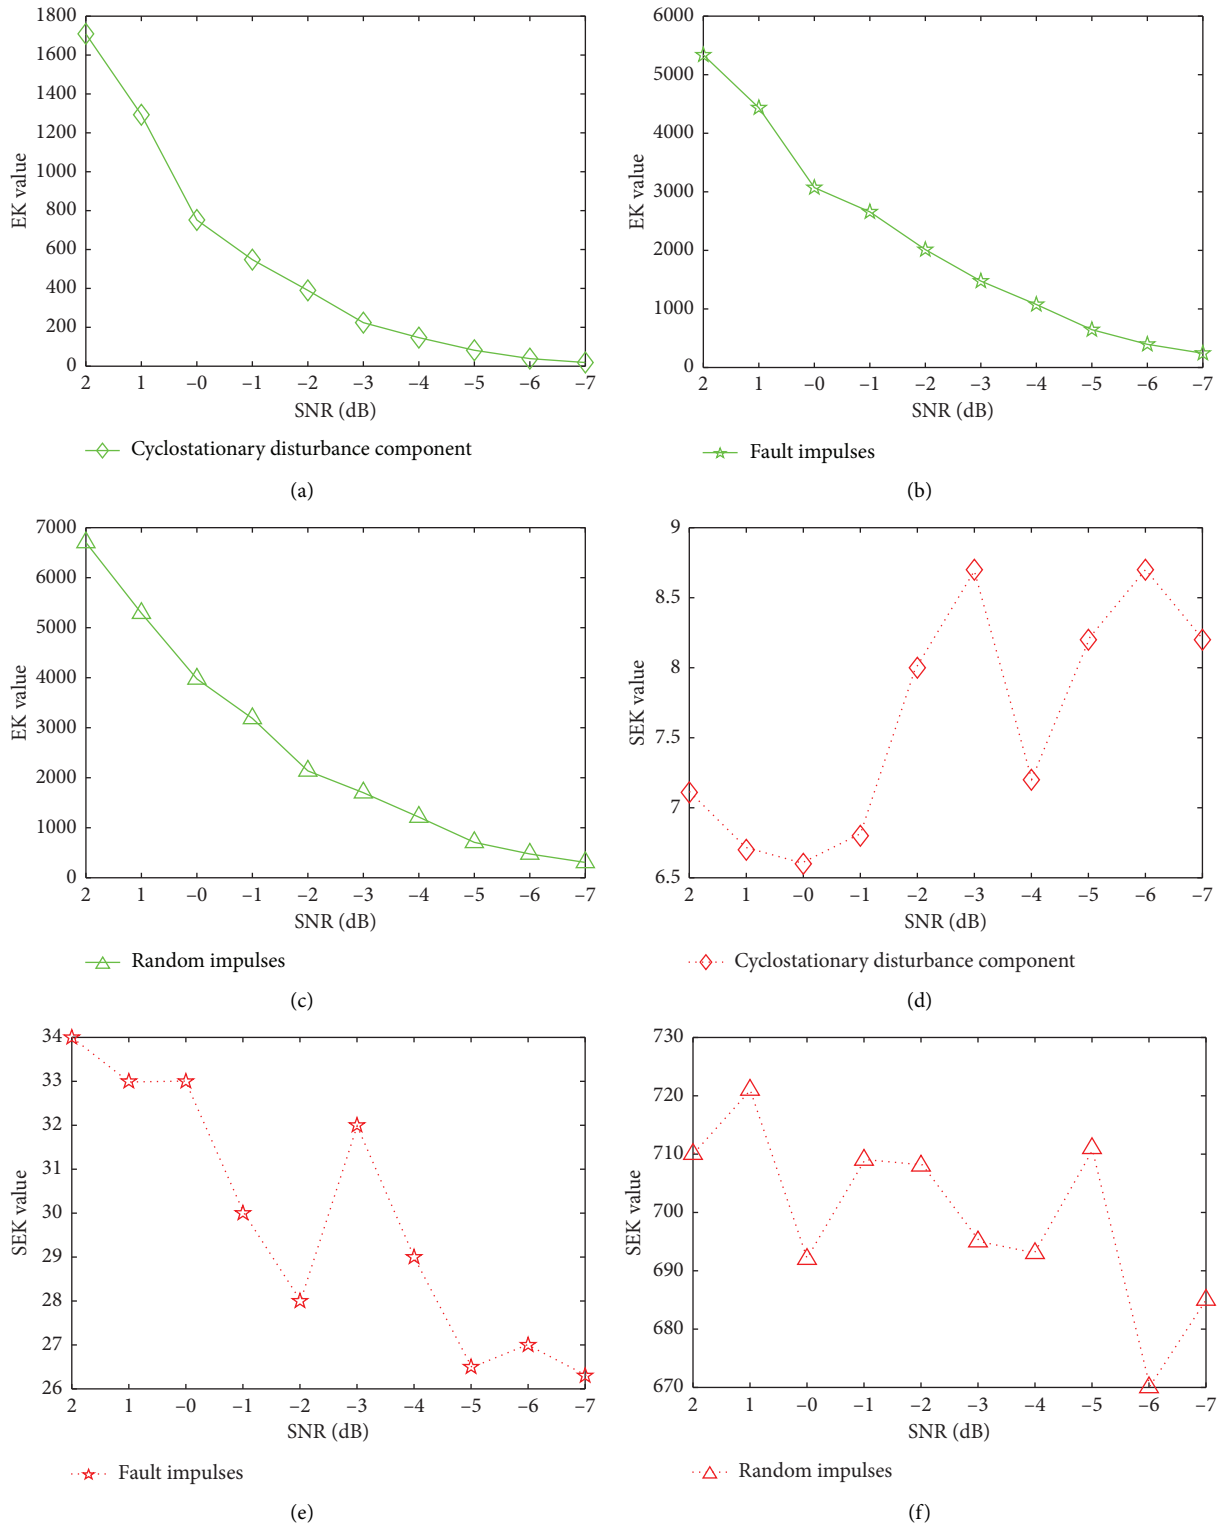 1800
1600
1400
1200
1000
800
600
400
200
0
EK value
2 1 –0 –1 –2 –3 –4 –5 –6 –7
SNR (dB)
Cyclostationary disturbance component
(a)
6000
5000
4000
3000
2000
1000
0
EK value
2 1 –0 –1 –2 –3 –4 –5 –6 –7
SNR (dB)
Fault impulses
(b)
7000
6000
5000
4000
3000
2000
1000
0
EK value
2 1 –0 –1 –2 –3 –4 –5 –6 –7
SNR (dB)
Random impulses
(c)
9
8.5
8
7.5
7
6.5
SEK value
2 1 –0 –1 –2 –3 –4 –5 –6 –7
SNR (dB)
Cyclostationary disturbance component
(d)
34
33
32
31
30
29
28
27
26
SEK value
2 1 –0 –1 –2 –3 –4 –5 –6 –7
SNR (dB)
Fault impulses
(e)
730
720
710
700
690
680
670
SEK value
2 1 –0 –1 –2 –3 –4 –5 –6 –7
SNR (dB)
Random impulses
(f)